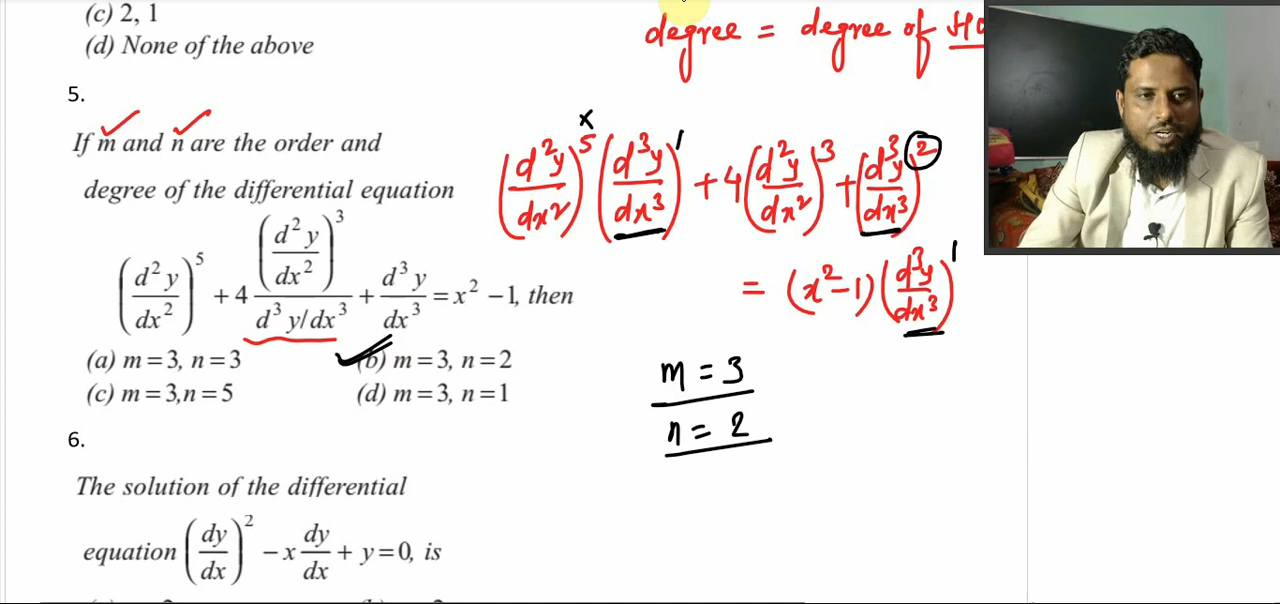 (c) 2, 1
(d) None of the above
degree = degree of HO
5.
If m and n are the order and
degree of the differential equation
(d²y/dx²)⁵ + 4 (d²y/dx²)³/(d³y/dx³) + d³y/dx³ = x² − 1, then
(a) m = 3, n = 3 (b) m = 3, n = 2
(c) m = 3,n = 5 (d) m = 3, n = 1
x
(d²y/dx²)⁵ (d³y/dx³)¹ + 4(d²y/dx²)³ + (d³y/dx³)²
= (x²−1)(d³y/dx³)¹
m = 3
n = 2
6.
The solution of the differential
equation (dy/dx)² − x dy/dx + y = 0, is